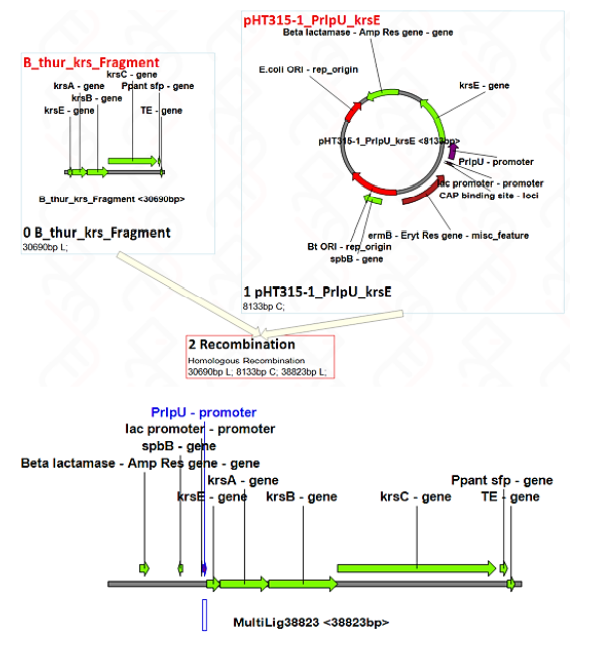 B_thur_krs_Fragment
krsC - gene
krsA - gene
Ppant sfp - gene
krsB - gene
krsE - gene
TE - gene
B_thur_krs_Fragment <30690bp>
0 B_thur_krs_Fragment
30690bp L;
pHT315-1_PrlpU_krsE
Beta lactamase - Amp Res gene - gene
E.coli ORI - rep_origin
krsE - gene
pHT315-1_PrlpU_krsE <8133bp>
PrlpU - promoter
lac promoter - promoter
CAP binding site - loci
ermB - Eryt Res gene - misc_feature
Bt ORI - rep_origin
spbB - gene
1 pHT315-1_PrlpU_krsE
8133bp C;
2 Recombination
Homologous Recombination
30690bp L; 8133bp C; 38823bp L;
PrlpU - promoter
lac promoter - promoter
spbB - gene
Beta lactamase - Amp Res gene - gene
krsA - gene
Ppant sfp - gene
krsE - gene
krsB - gene
krsC - gene
TE - gene
MultiLig38823 <38823bp>